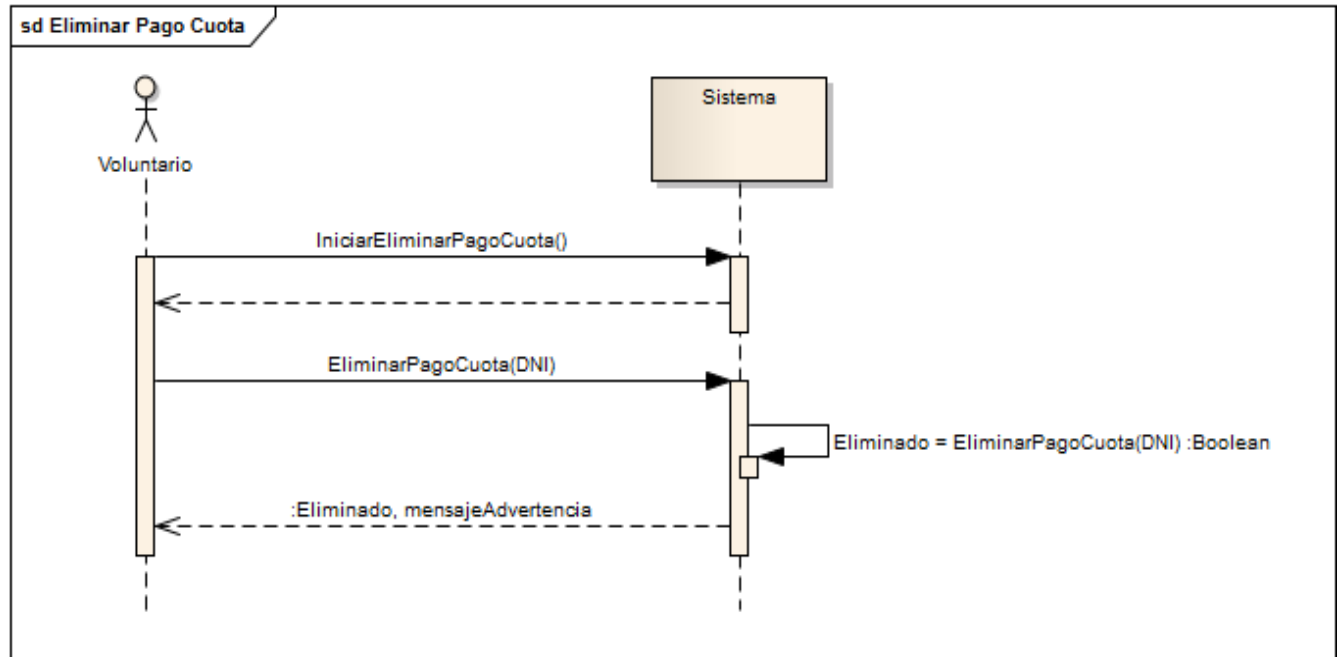 sd Eliminar Pago Cuota
Sistema
Voluntario
IniciarEliminarPagoCuota()
EliminarPagoCuota(DNI)
Eliminado = EliminarPagoCuota(DNI) :Boolean
:Eliminado, mensajeAdvertencia